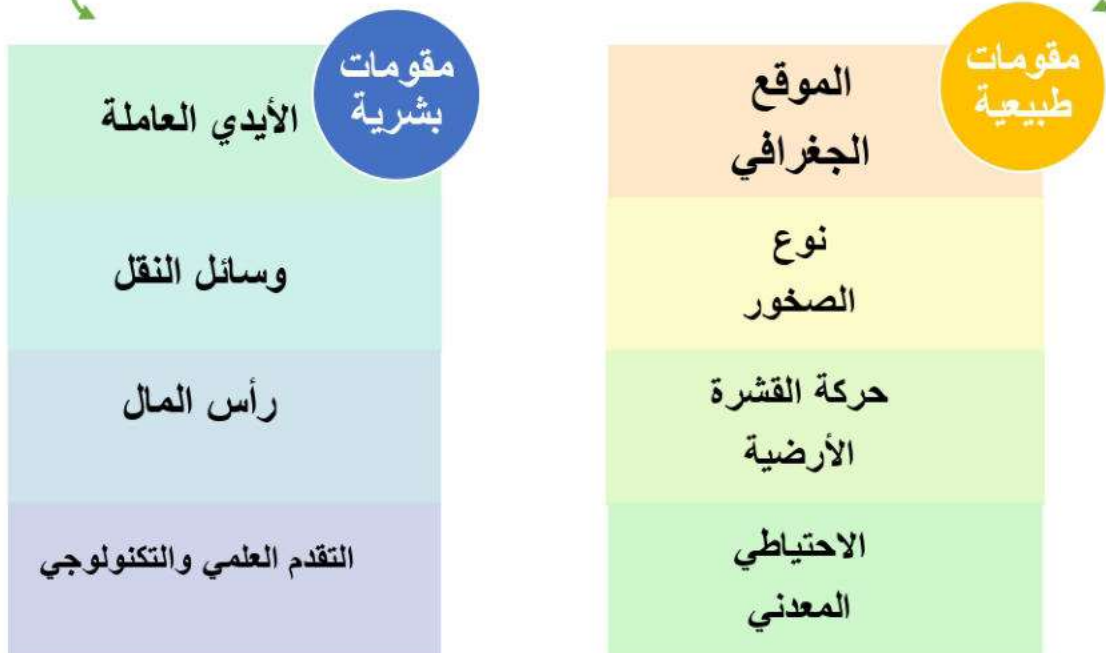 مقومات
طبيعية
الموقع
الجغرافي
نوع
الصخور
حركة القشرة
الأرضية
الاحتياطي
المعدني
مقومات
بشرية
الأيدي العاملة
وسائل النقل
رأس المال
التقدم العلمي والتكنولوجي